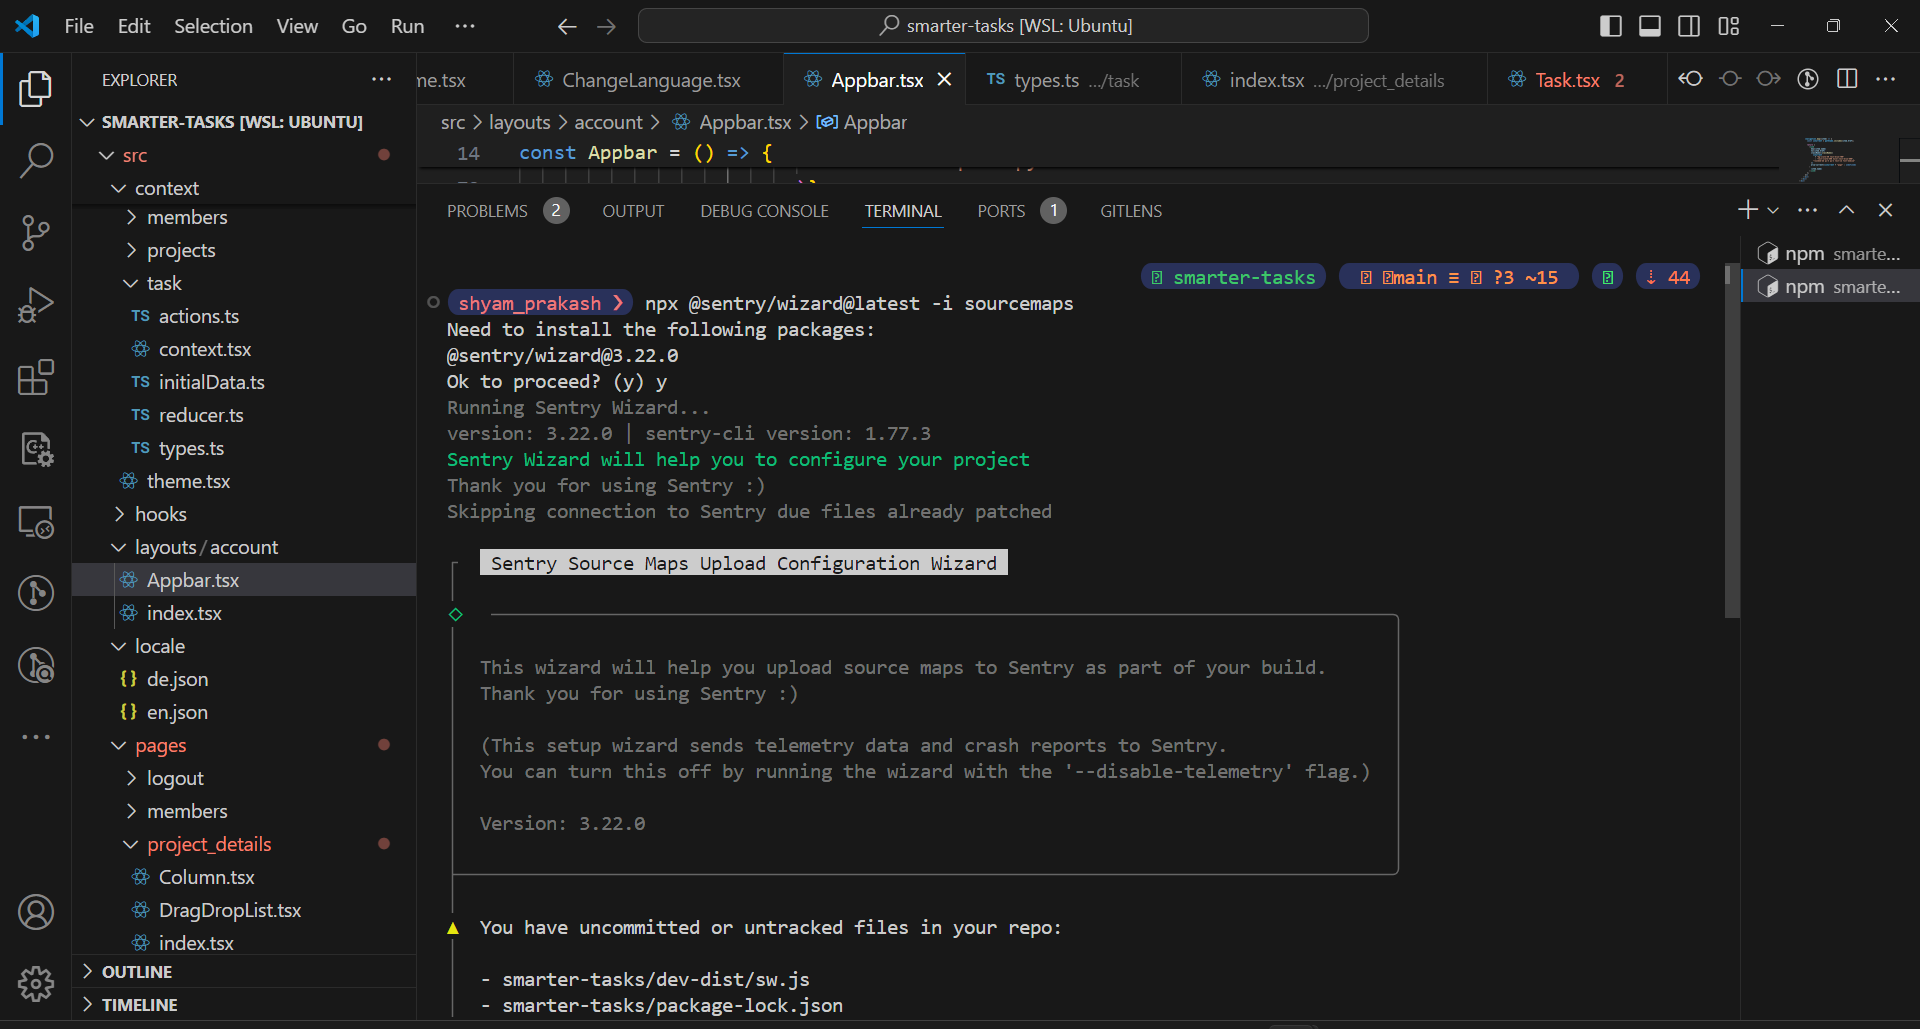 File Edit Selection View Go Run ···
smarter-tasks [WSL: Ubuntu]
EXPLORER
me.tsx
ChangeLanguage.tsx
Appbar.tsx
TS types.ts .../task
index.tsx .../project_details
Task.tsx 2
SMARTER-TASKS [WSL: UBUNTU]
src
context
members
projects
task
TS actions.ts
context.tsx
TS initialData.ts
TS reducer.ts
TS types.ts
theme.tsx
hooks
layouts/account
Appbar.tsx
index.tsx
locale
{} de.json
{} en.json
pages
logout
members
project_details
Column.tsx
DragDropList.tsx
index.tsx
OUTLINE
TIMELINE
src > layouts > account > Appbar.tsx > Appbar
14 const Appbar = () => {
PROBLEMS 2 OUTPUT DEBUG CONSOLE TERMINAL PORTS 1 GITLENS
npm smarte...
npm smarte...
smarter-tasks main ≡ ?3 ~15 ↓ 44
shyam_prakash ❯ npx @sentry/wizard@latest -i sourcemaps
Need to install the following packages:
@sentry/wizard@3.22.0
Ok to proceed? (y) y
Running Sentry Wizard...
version: 3.22.0 | sentry-cli version: 1.77.3
Sentry Wizard will help you to configure your project
Thank you for using Sentry :)
Skipping connection to Sentry due files already patched
Sentry Source Maps Upload Configuration Wizard
This wizard will help you upload source maps to Sentry as part of your build.
Thank you for using Sentry :)
(This setup wizard sends telemetry data and crash reports to Sentry.
You can turn this off by running the wizard with the '--disable-telemetry' flag.)
Version: 3.22.0
▲ You have uncommitted or untracked files in your repo:
- smarter-tasks/dev-dist/sw.js
- smarter-tasks/package-lock.json